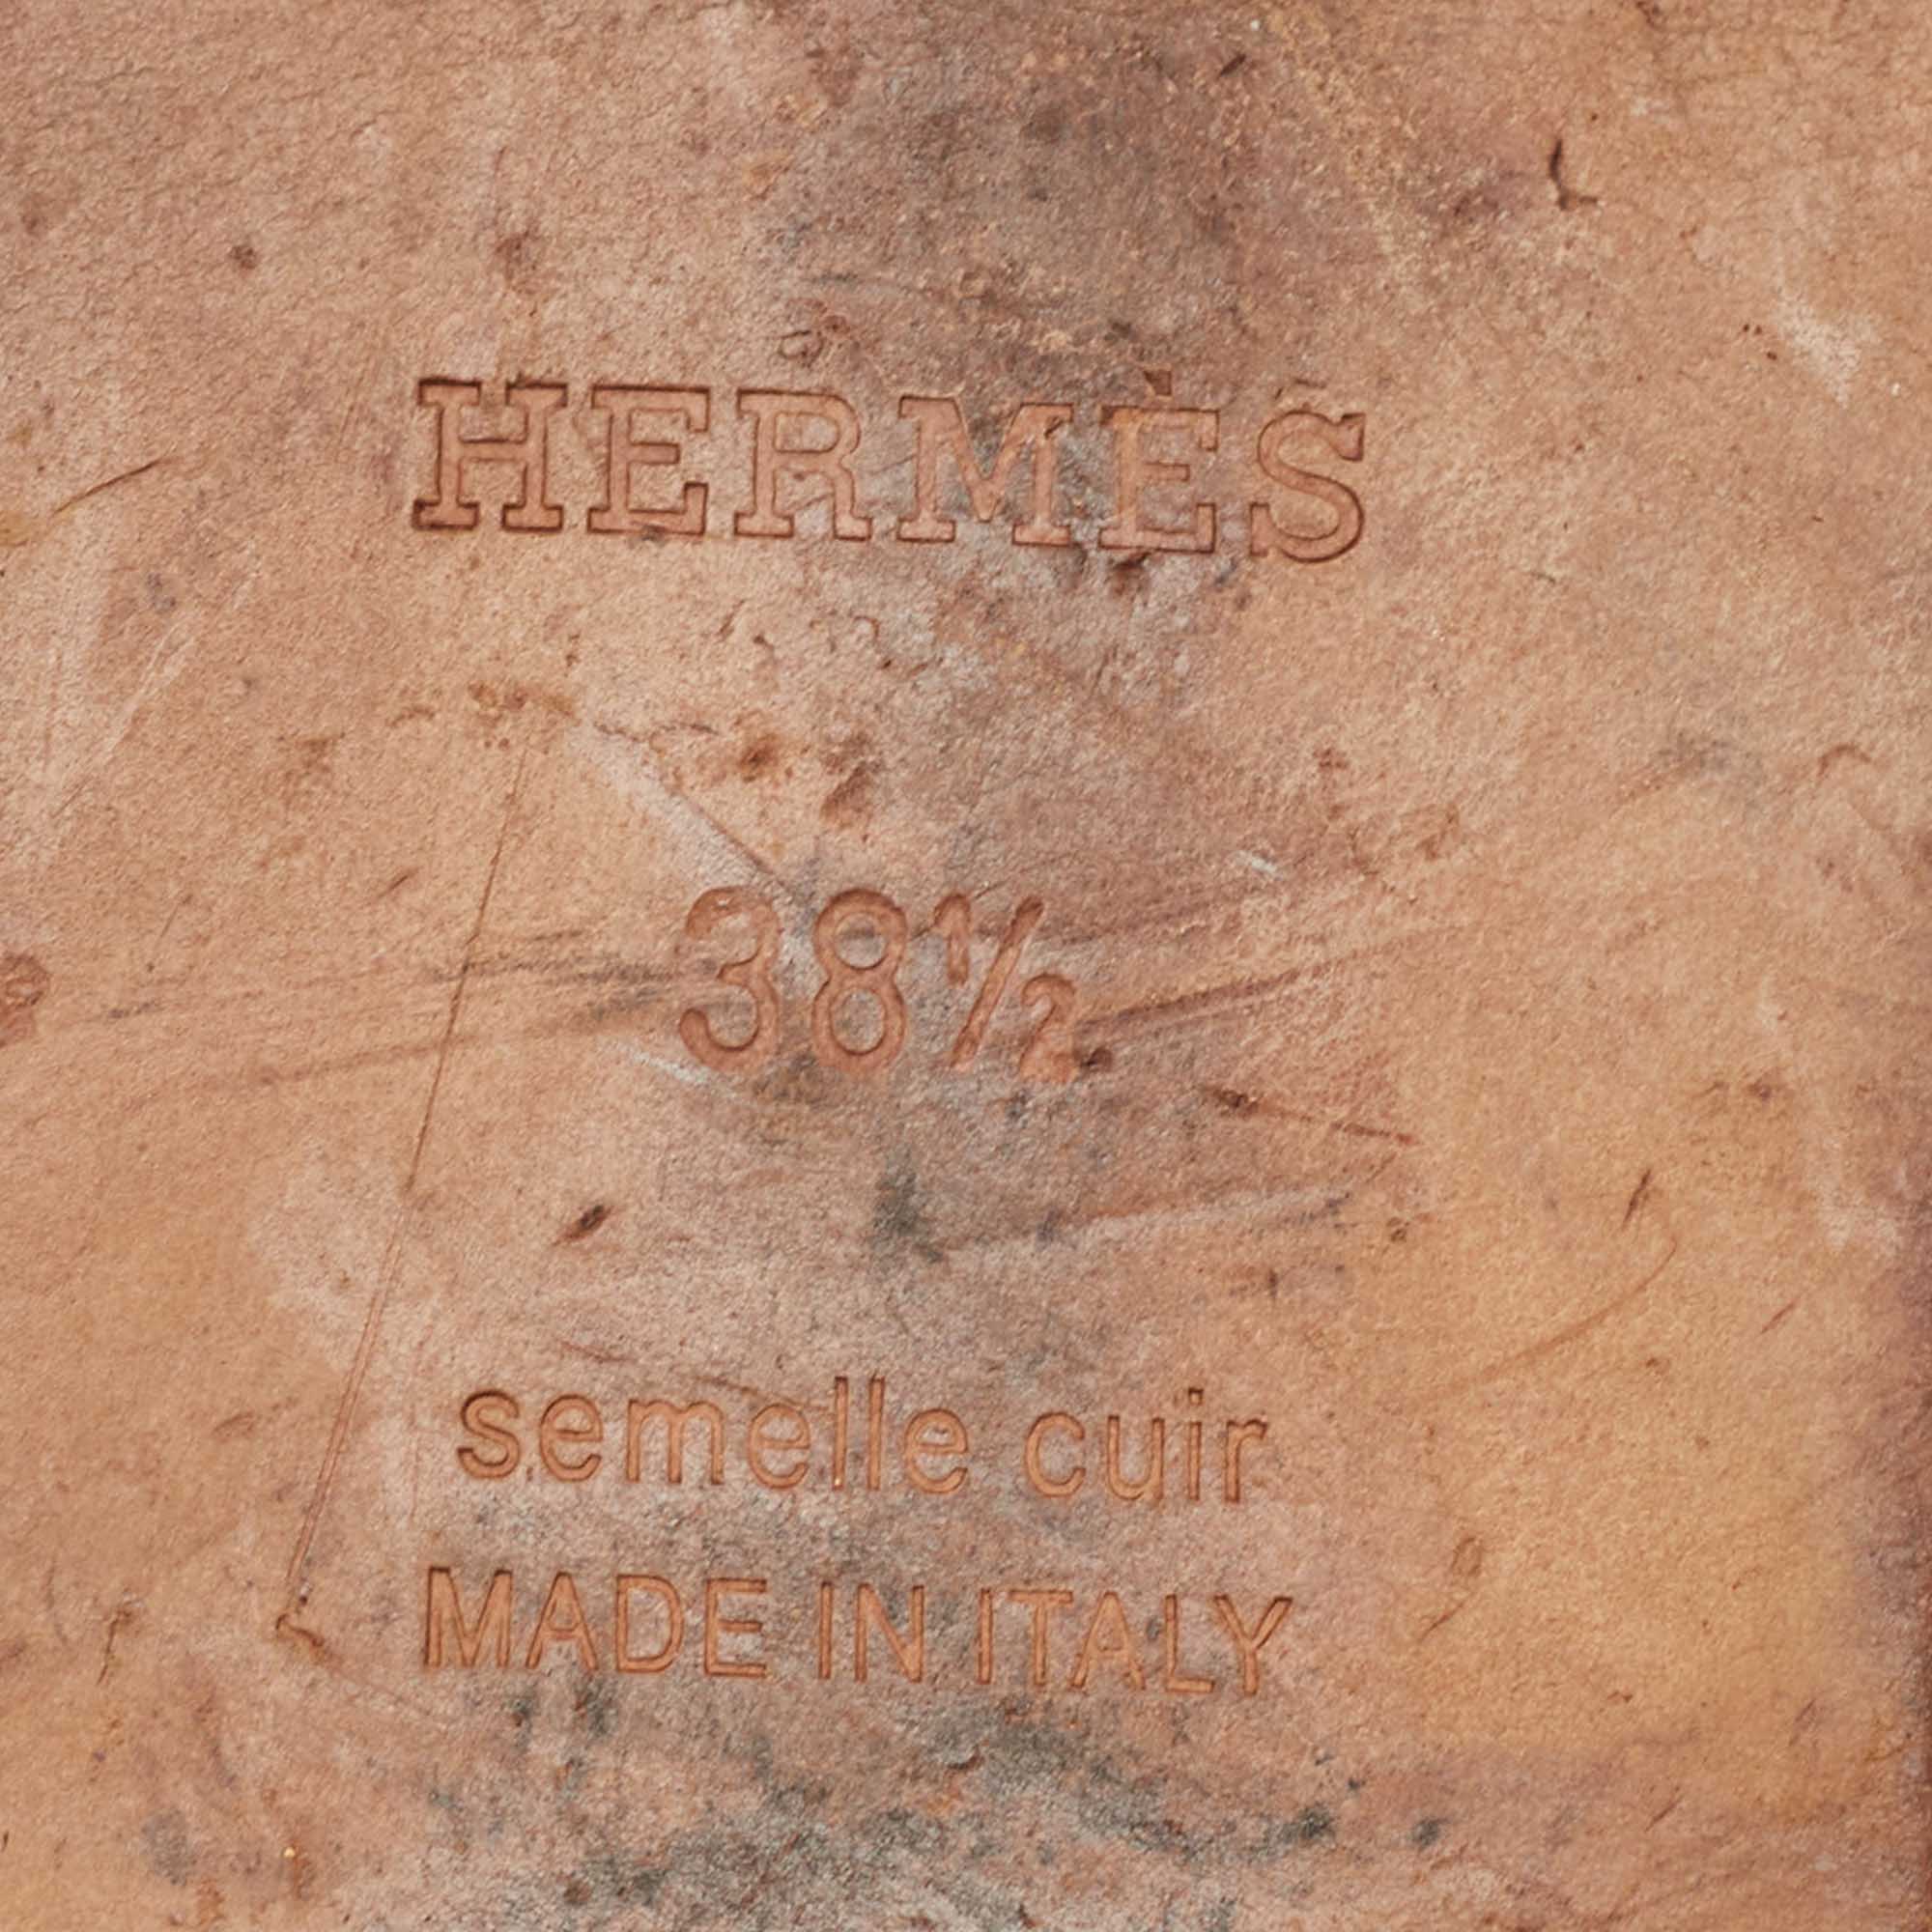 HERMÈS
38½
semelle cuir
MADE IN ITALY